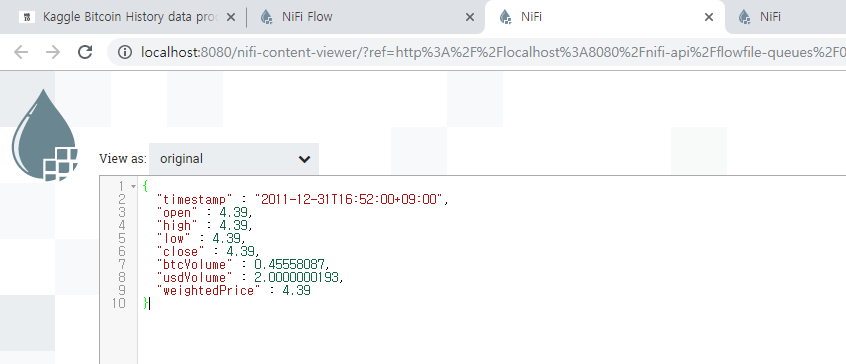 Kaggle Bitcoin History data pro
NiFi Flow
NiFi
NiFi
localhost:8080/nifi-content-viewer/?ref=http%3A%2F%2Flocalhost%3A8080%2Fnifi-api%2Fflowfile-queues%2F0
View as: original
1 {
2 "timestamp" : "2011-12-31T16:52:00+09:00",
3 "open" : 4.39,
4 "high" : 4.39,
5 "low" : 4.39,
6 "close" : 4.39,
7 "btcVolume" : 0.45558087,
8 "usdVolume" : 2.0000000193,
9 "weightedPrice" : 4.39
10 }